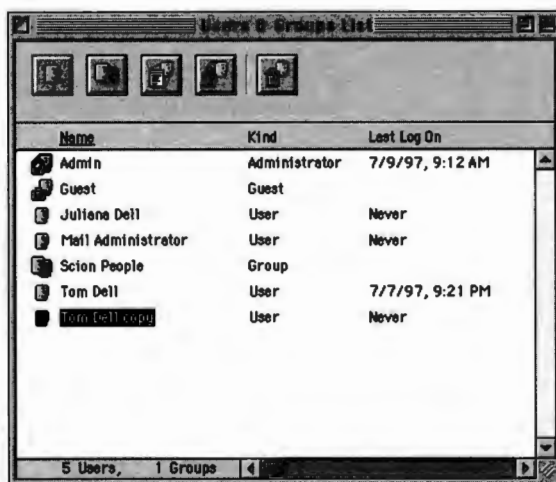 Users & Groups List
Name Kind Last Log On
Admin Administrator 7/9/97, 9:12 AM
Guest Guest
Juliana Dell User Never
Mail Administrator User Never
Scion People Group
Tom Dell User 7/7/97, 9:21 PM
Tom Dell copy User Never
5 Users, 1 Groups